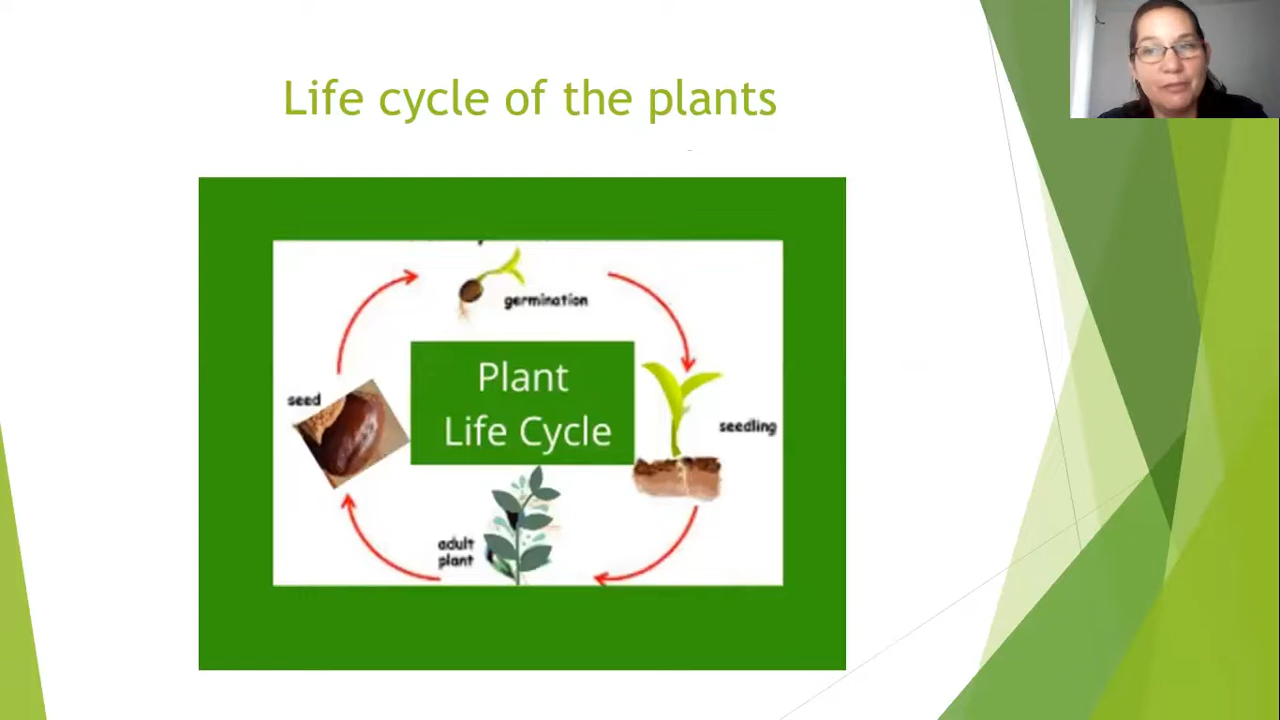 Life cycle of the plants
germination
Plant
Life Cycle
seed
seedling
adult
plant